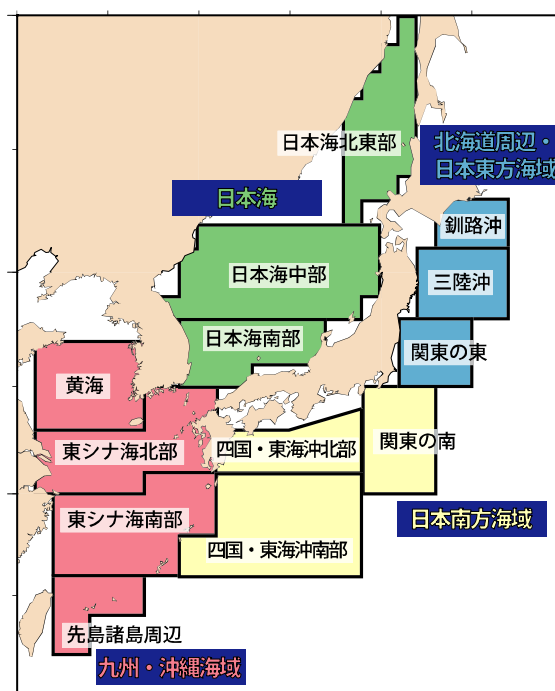 日本海北東部
北海道周辺・
日本東方海域
日本海
釧路沖
日本海中部
三陸沖
日本海南部
関東の東
黄海
関東の南
東シナ海北部
四国・東海沖北部
東シナ海南部
日本南方海域
四国・東海沖南部
先島諸島周辺
九州・沖縄海域